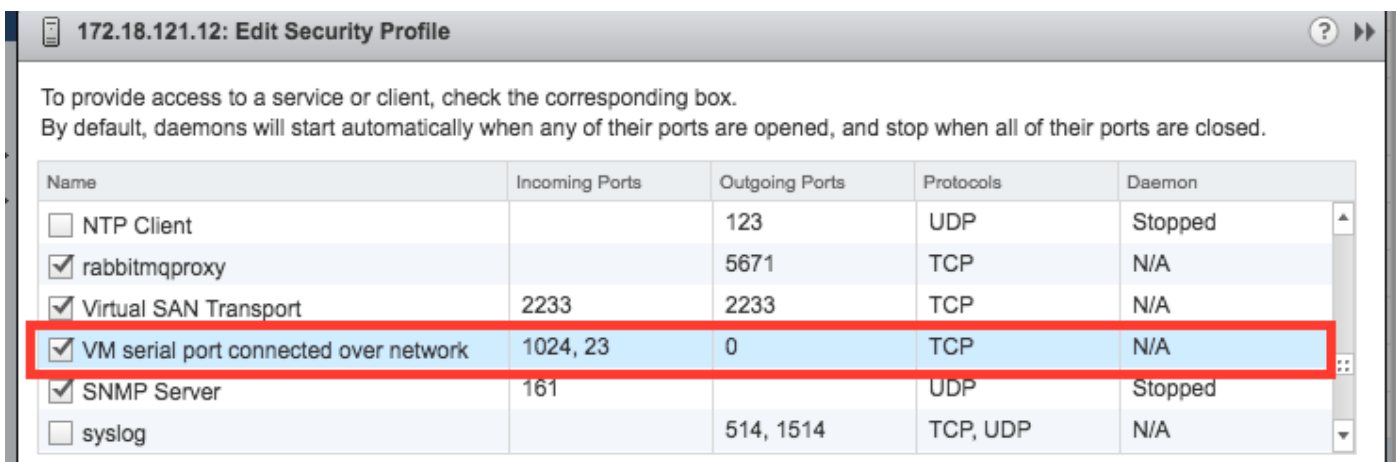 172.18.121.12: Edit Security Profile ?
To provide access to a service or client, check the corresponding box.
By default, daemons will start automatically when any of their ports are opened, and stop when all of their ports are closed.
Name Incoming Ports Outgoing Ports Protocols Daemon
NTP Client 123 UDP Stopped
rabbitmqproxy 5671 TCP N/A
Virtual SAN Transport 2233 2233 TCP N/A
VM serial port connected over network 1024, 23 0 TCP N/A
SNMP Server 161 UDP Stopped
syslog 514, 1514 TCP, UDP N/A